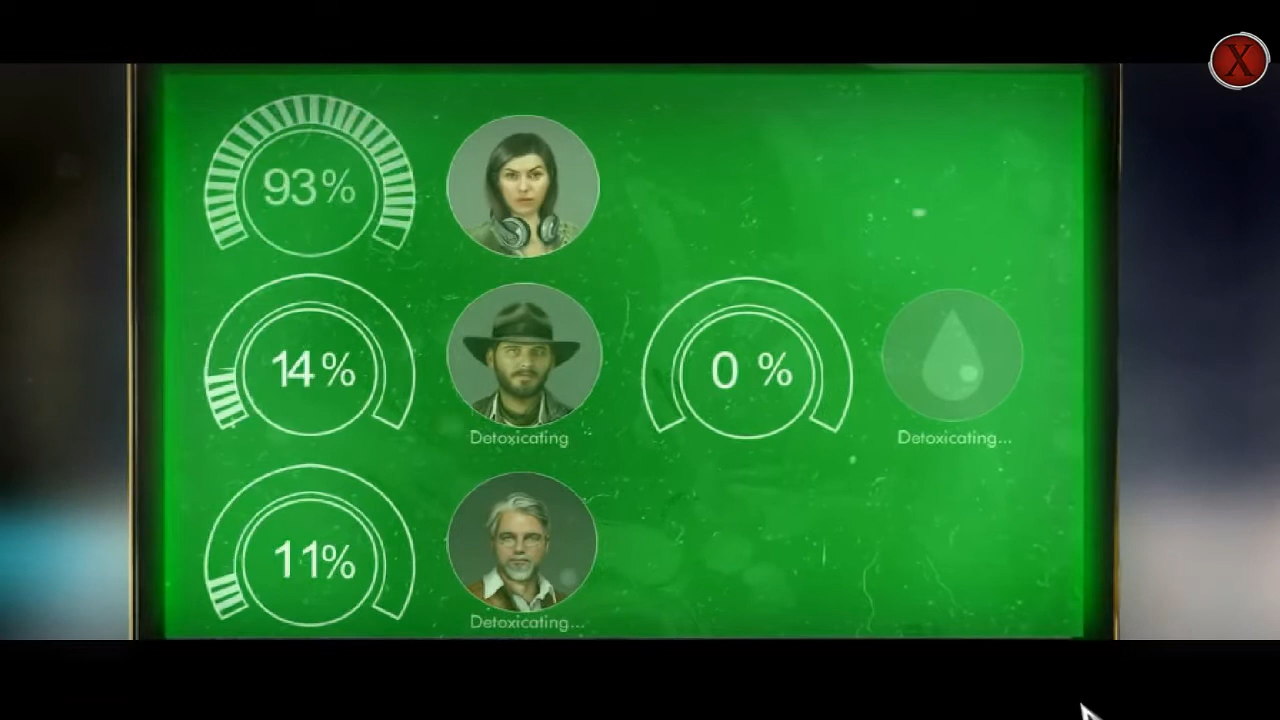 X
93%
14%
0 %
Detoxicating
Detoxicating...
11%
Detoxicating...